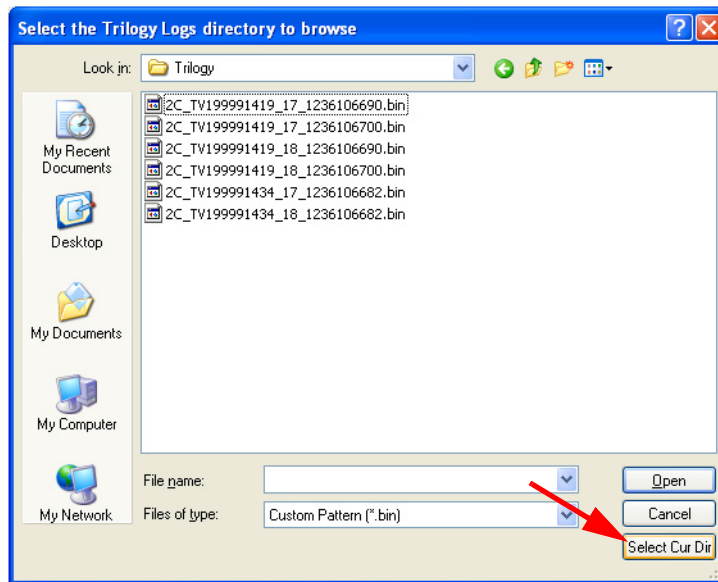 Select the Trilogy Logs directory to browse
Look in:
Trilogy
2C_TV199991419_17_1236106690.bin
2C_TV199991419_17_1236106700.bin
2C_TV199991419_18_1236106690.bin
2C_TV199991419_18_1236106700.bin
2C_TV199991434_17_1236106682.bin
2C_TV199991434_18_1236106682.bin
My Recent
Documents
Desktop
My Documents
My Computer
My Network
File name:
Open
Files of type:
Custom Pattern (*.bin)
Cancel
Select Cur Dir